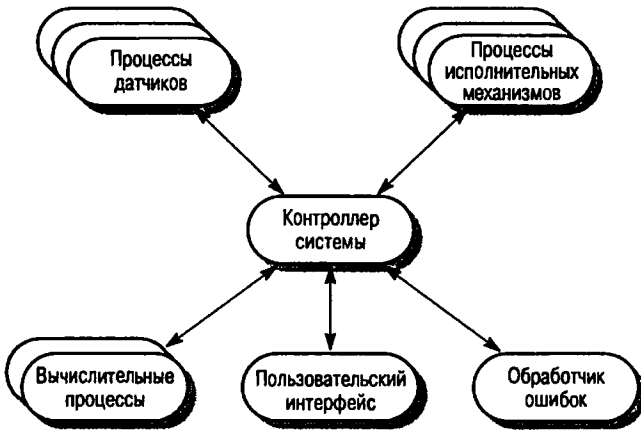 Процессы
датчиков
Процессы
исполнительных
механизмов
Контроллер
системы
Вычислительные
процессы
Пользовательский
интерфейс
Обработчик
ошибок